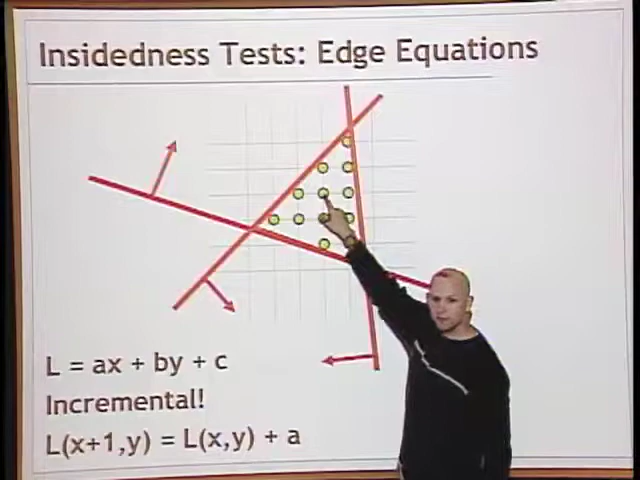 Insidedness Tests: Edge Equations
L = ax + by + c
Incremental!
L(x+1,y) = L(x,y) + a